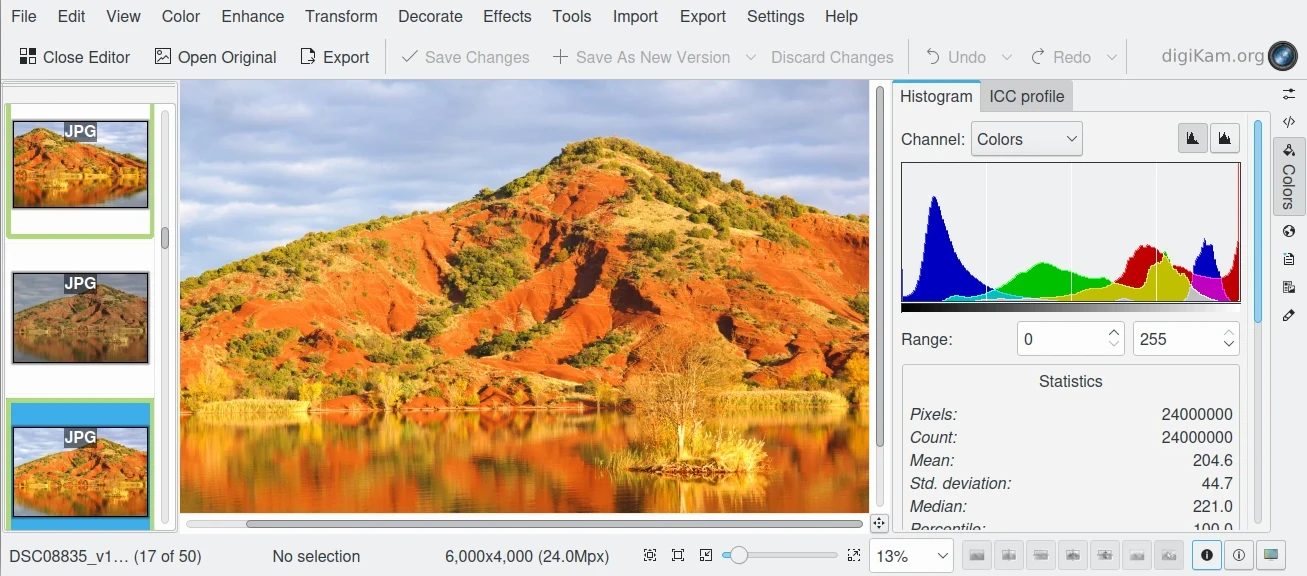 File Edit View Color Enhance Transform Decorate Effects Tools Import Export Settings Help
Close Editor Open Original Export Save Changes Save As New Version Discard Changes Undo Redo digiKam.org
JPG
JPG
JPG
Histogram ICC profile
Channel: Colors
Range: 0 255
Statistics
Pixels: 24000000
Count: 24000000
Mean: 204.6
Std. deviation: 44.7
Median: 221.0
Percentile: 100.0
Colors
DSC08835_v1... (17 of 50) No selection 6,000x4,000 (24.0Mpx) 13%